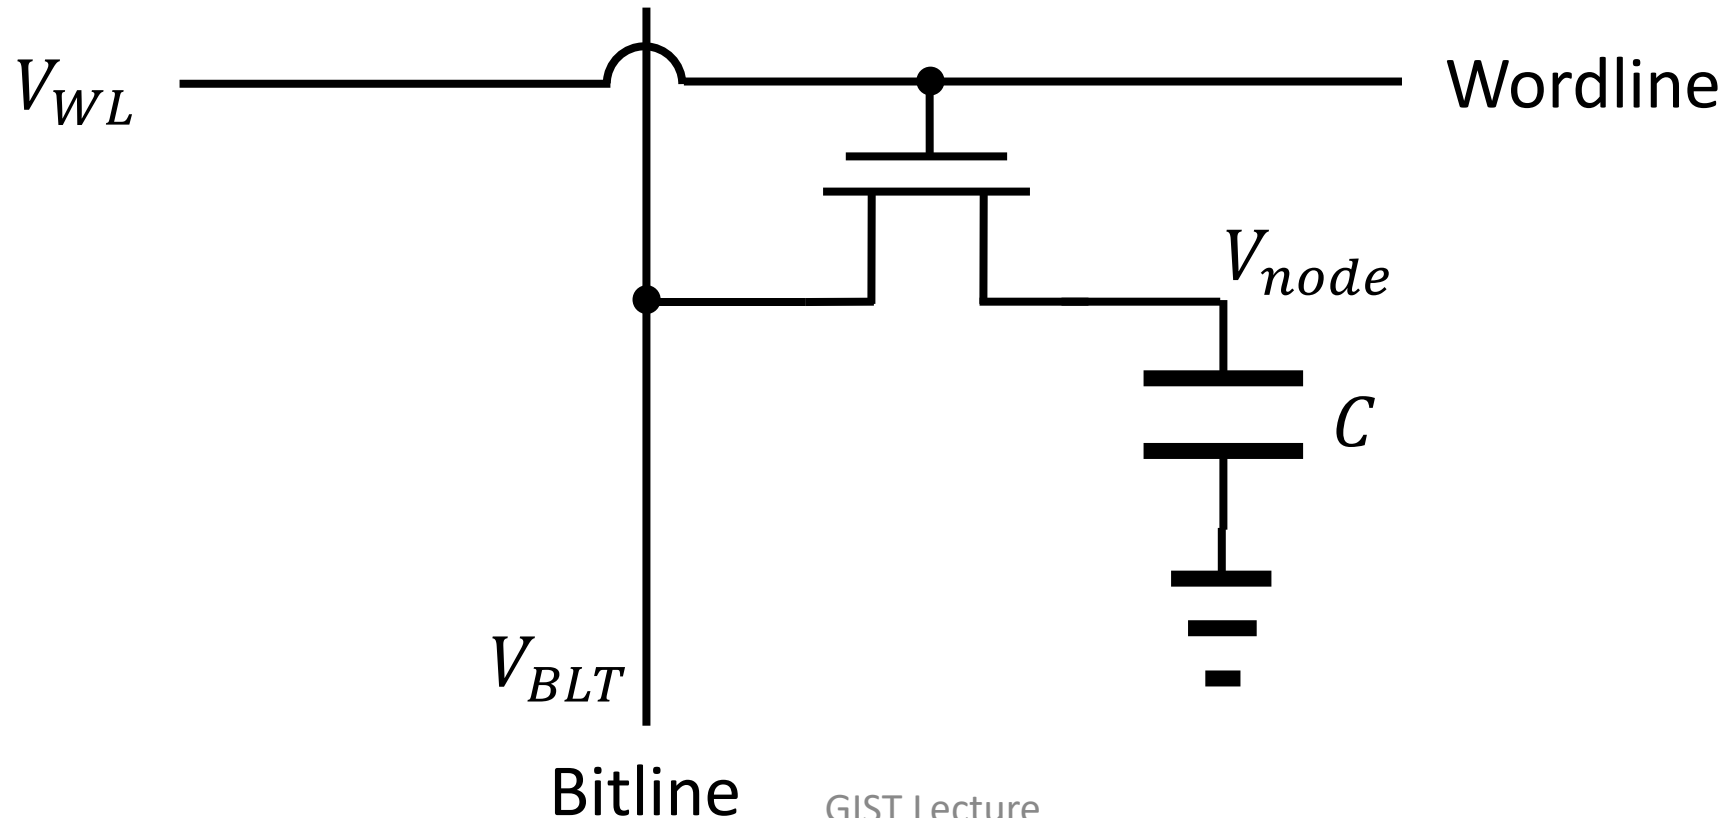 V_WL
Wordline
V_node
C
V_BLT
Bitline
GIST Lecture